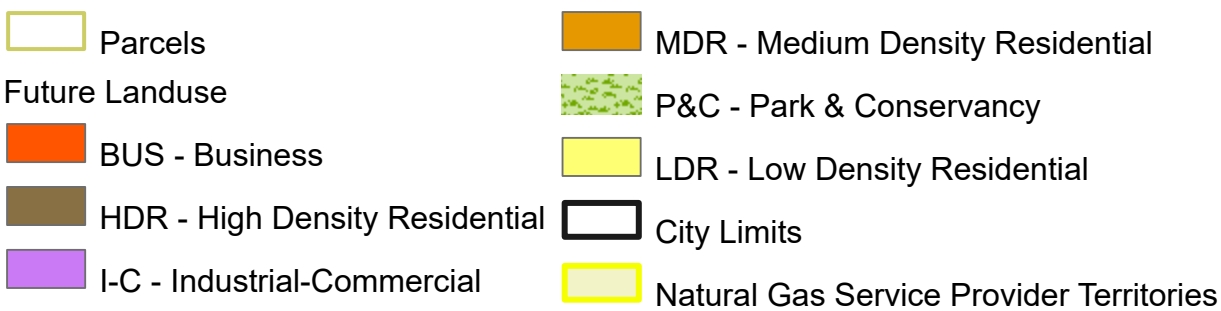 Parcels
Future Landuse
BUS - Business
HDR - High Density Residential
I-C - Industrial-Commercial
MDR - Medium Density Residential
P&C - Park & Conservancy
LDR - Low Density Residential
City Limits
Natural Gas Service Provider Territories